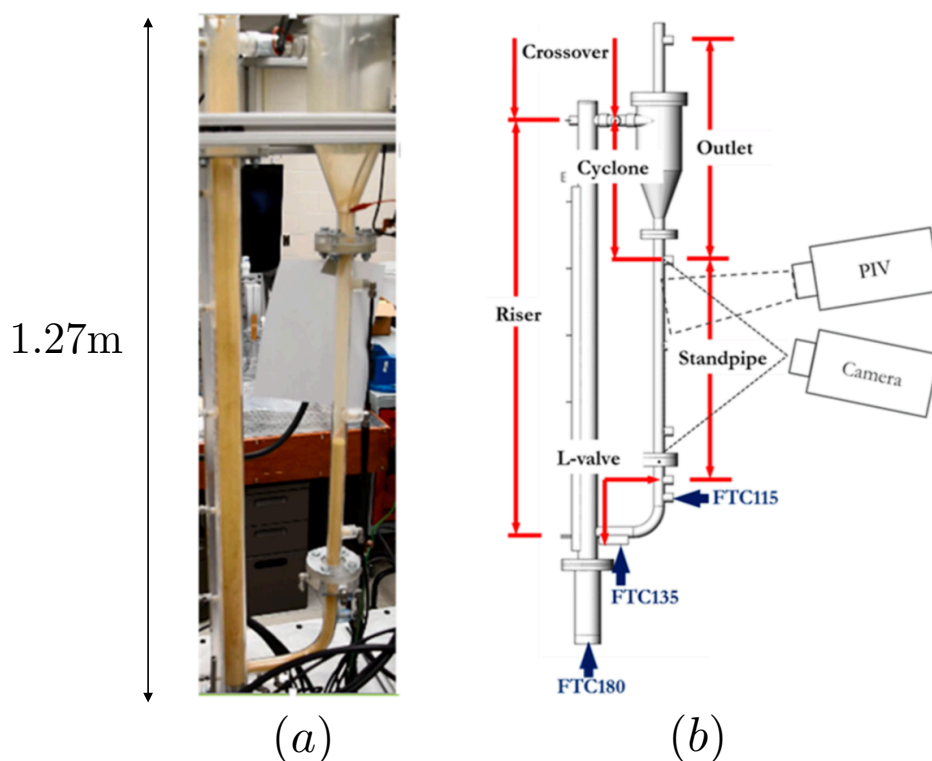 1.27m
Crossover
Cyclone
Outlet
E
Riser
PIV
Standpipe
Camera
L-valve
FTC115
FTC135
FTC180
(a)
(b)